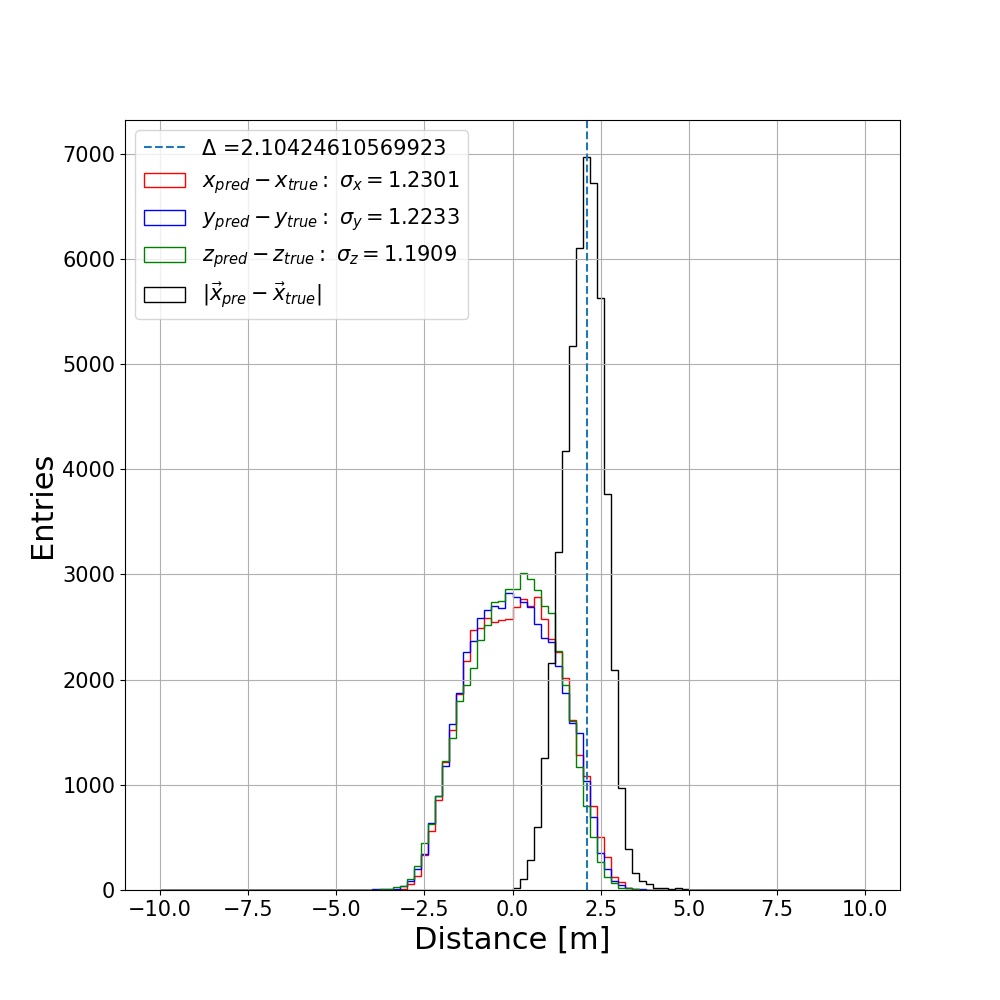 Δ =2.10424610569923
x_pred − x_true : σ_x = 1.2301
y_pred − y_true : σ_y = 1.2233
z_pred − z_true : σ_z = 1.1909
|x⃗_pre − x⃗_true|
7000
6000
5000
4000
3000
2000
1000
0
Entries
−10.0 −7.5 −5.0 −2.5 0.0 2.5 5.0 7.5 10.0
Distance [m]